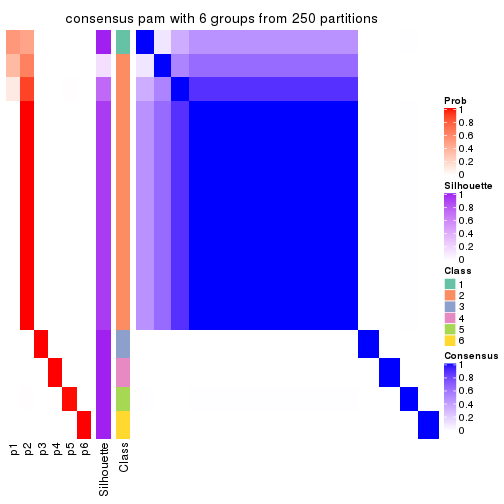 consensus pam with 6 groups from 250 partitions
Prob
1
0.8
0.6
0.4
0.2
0
Silhouette
1
0.8
0.6
0.4
0.2
0
Class
1
2
3
4
5
6
Consensus
1
0.8
0.6
0.4
0.2
0
p1
p2
p3
p4
p5
p6
Silhouette
Class